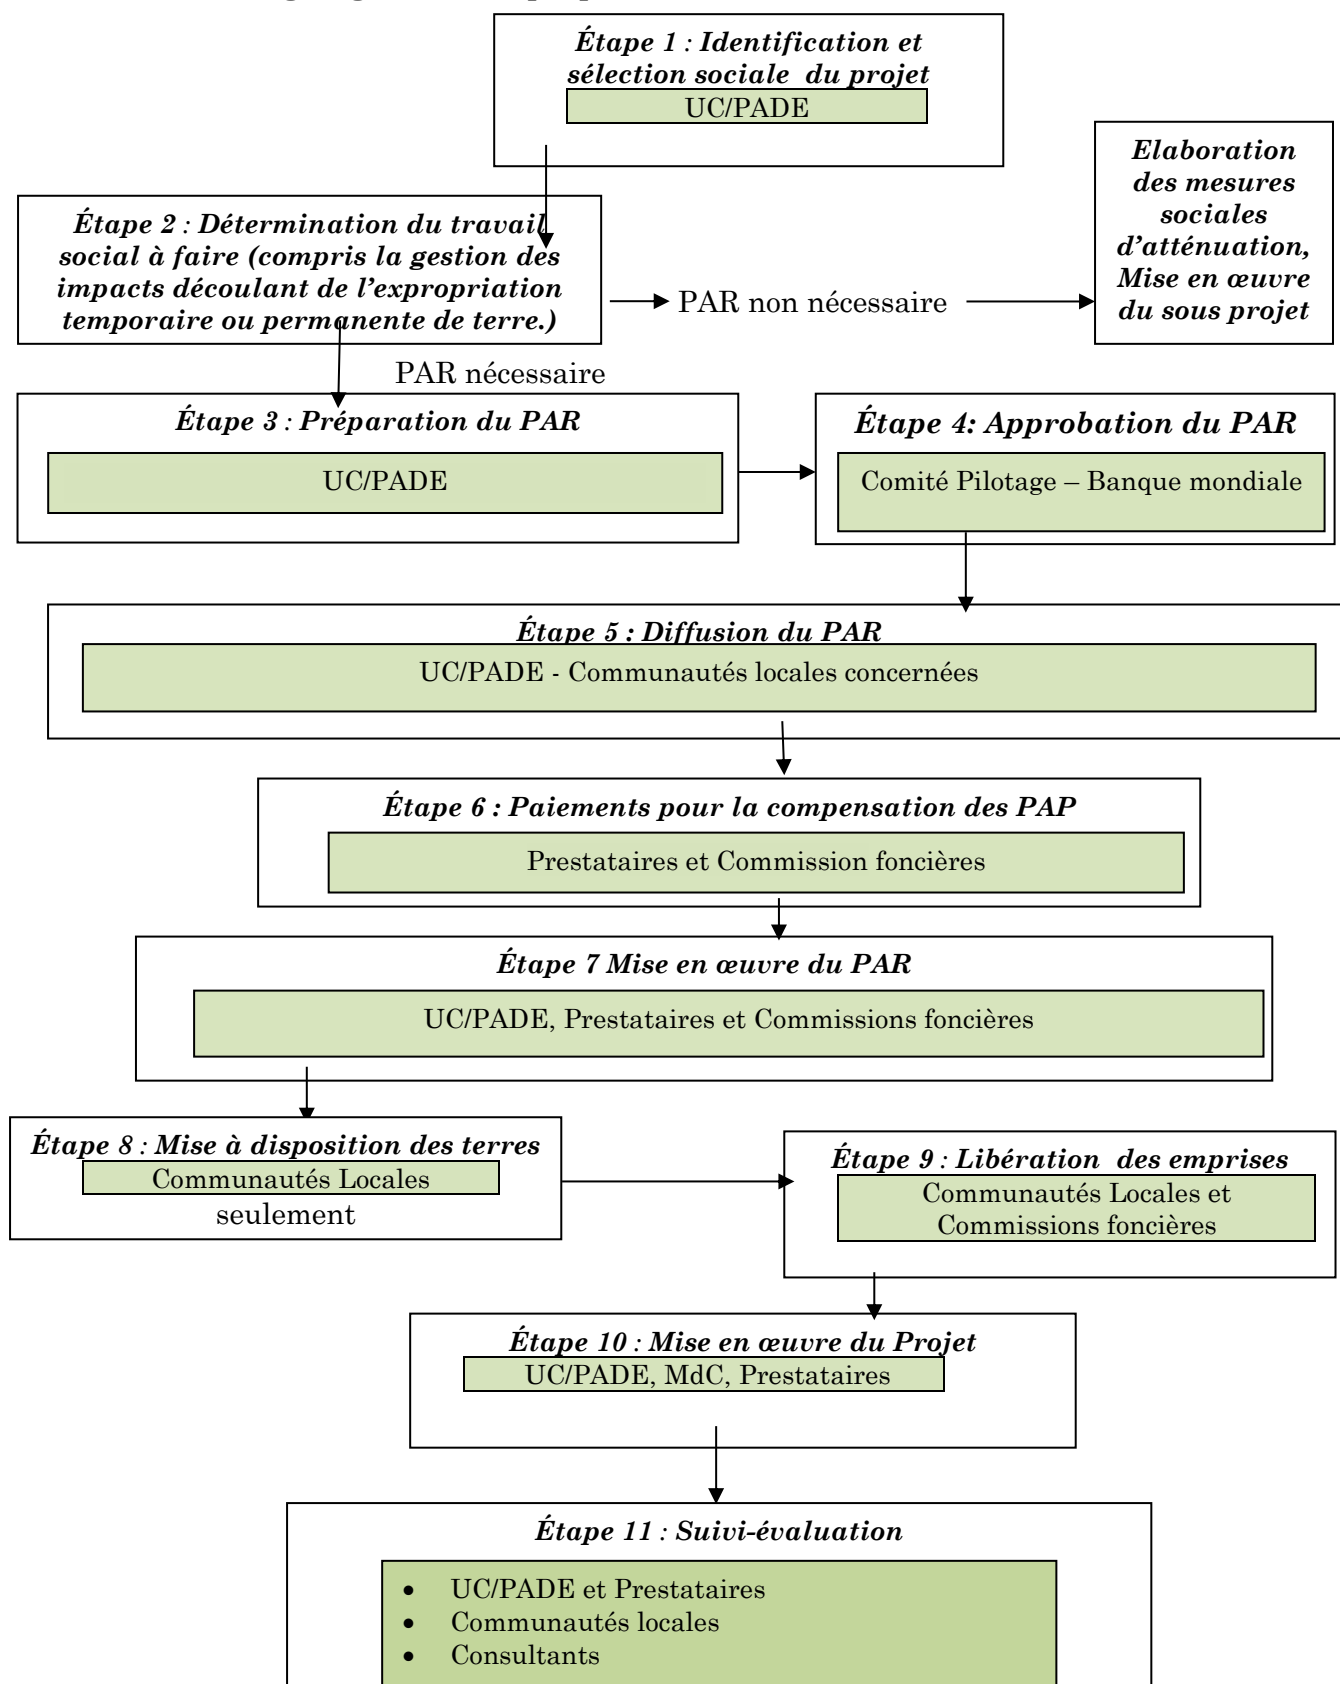 Étape 1 : Identification et
sélection sociale du projet
UC/PADE
Elaboration
des mesures
sociales
d’atténuation,
Mise en œuvre
du sous projet
Étape 2 : Détermination du travail
social à faire (compris la gestion des
impacts découlant de l’expropriation
temporaire ou permanente de terre.)
PAR non nécessaire
PAR nécessaire
Étape 3 : Préparation du PAR
UC/PADE
Étape 4: Approbation du PAR
Comité Pilotage – Banque mondiale
Étape 5 : Diffusion du PAR
UC/PADE - Communautés locales concernées
Étape 6 : Paiements pour la compensation des PAP
Prestataires et Commission foncières
Étape 7 Mise en œuvre du PAR
UC/PADE, Prestataires et Commissions foncières
Étape 8 : Mise à disposition des terres
Communautés Locales
seulement
Étape 9 : Libération des emprises
Communautés Locales et
Commissions foncières
Étape 10 : Mise en œuvre du Projet
UC/PADE, MdC, Prestataires
Étape 11 : Suivi-évaluation
• UC/PADE et Prestataires
• Communautés locales
• Consultants